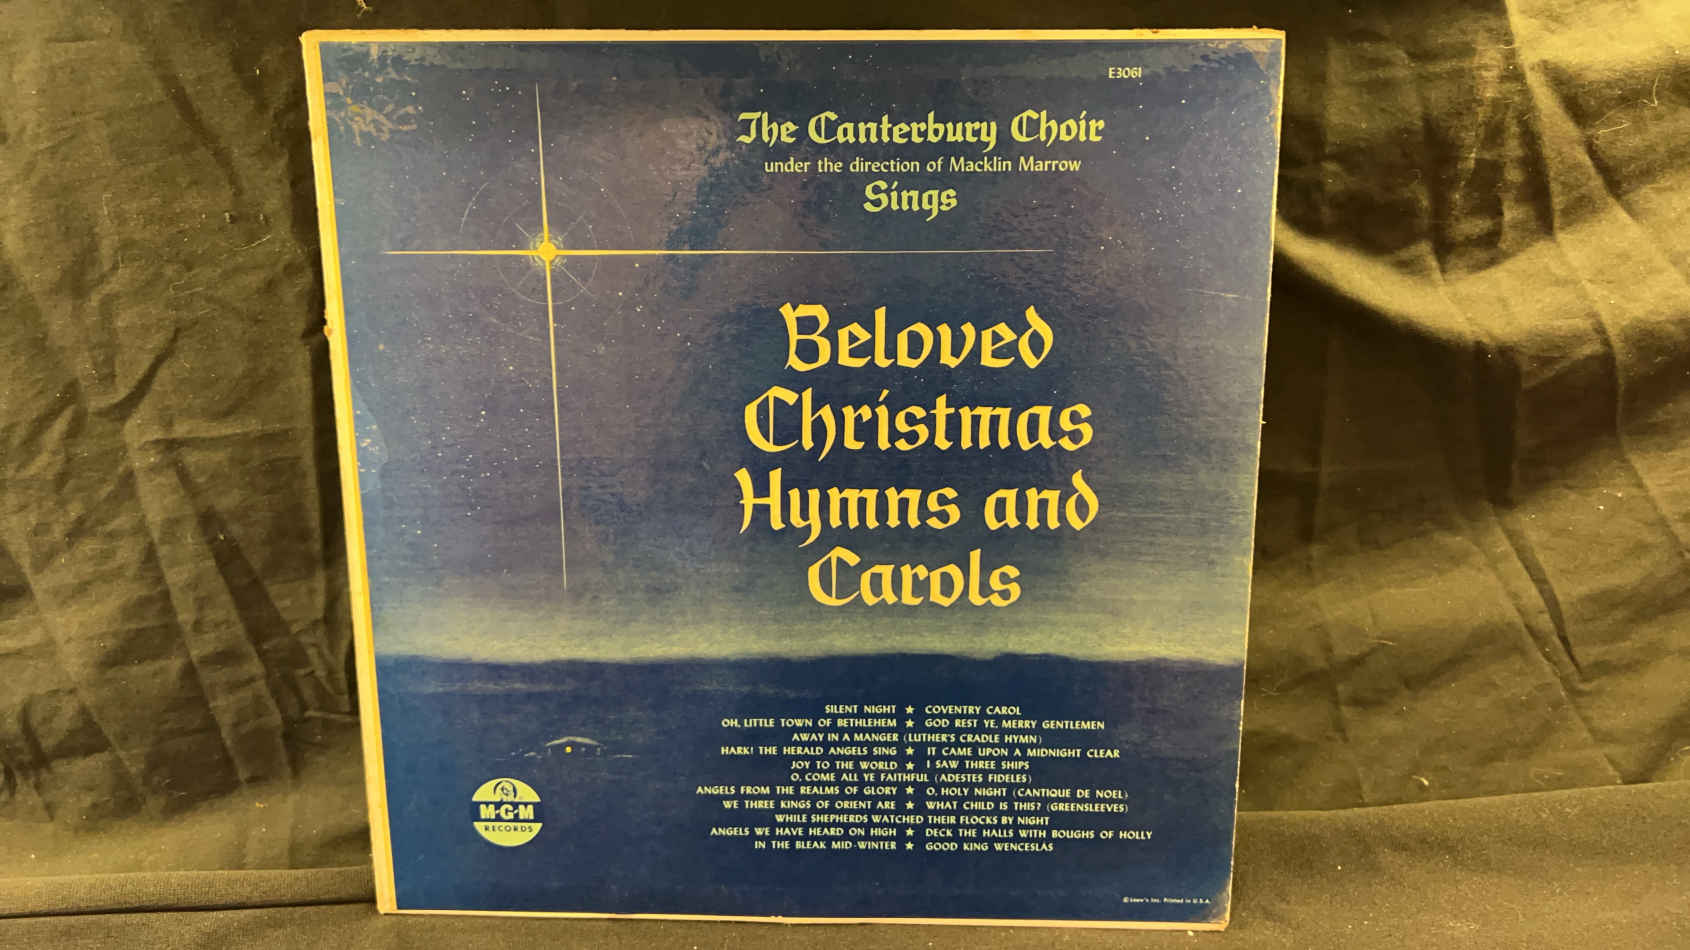 E3061
The Canterbury Choir
under the direction of Macklin Marrow
Sings
Beloved
Christmas
Hymns and
Carols
SILENT NIGHT ★ COVENTRY CAROL
OH, LITTLE TOWN OF BETHLEHEM ★ GOD REST YE, MERRY GENTLEMEN
AWAY IN A MANGER (LUTHER'S CRADLE HYMN)
HARK! THE HERALD ANGELS SING ★ IT CAME UPON A MIDNIGHT CLEAR
JOY TO THE WORLD ★ I SAW THREE SHIPS
O, COME ALL YE FAITHFUL (ADESTES FIDELES)
ANGELS FROM THE REALMS OF GLORY ★ O, HOLY NIGHT (CANTIQUE DE NOEL)
WE THREE KINGS OF ORIENT ARE ★ WHAT CHILD IS THIS? (GREENSLEEVES)
WHILE SHEPHERDS WATCHED THEIR FLOCKS BY NIGHT
ANGELS WE HAVE HEARD ON HIGH ★ DECK THE HALLS WITH BOUGHS OF HOLLY
IN THE BLEAK MID-WINTER ★ GOOD KING WENCESLAS
M-G-M
RECORDS
© Loew's Inc. Printed in U.S.A.